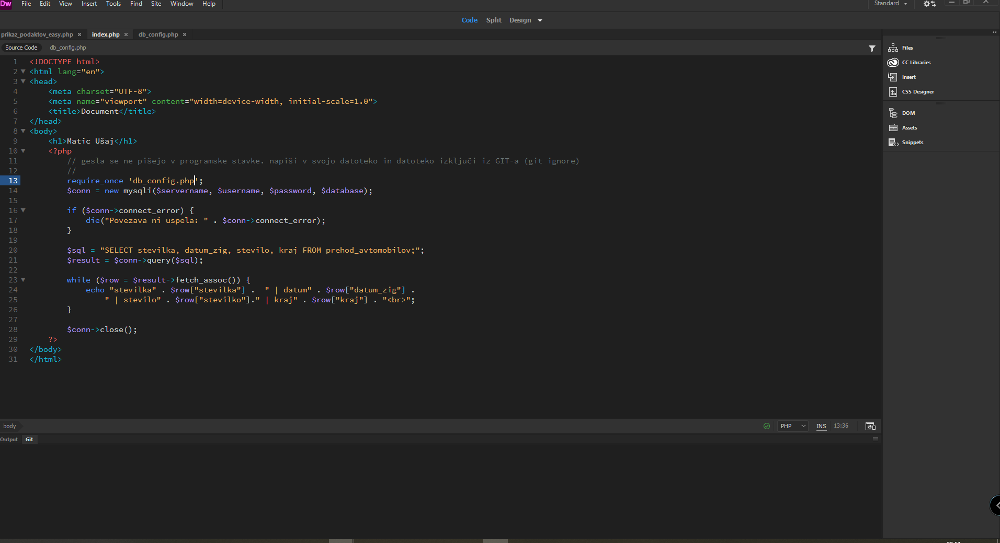 Dw File Edit View Insert Tools Find Site Window Help Standard
Code Split Design
prikaz_podaktov_easy.php × index.php × db_config.php ×
Source Code db_config.php
1 <!DOCTYPE html>
2 <html lang="en">
3 <head>
4 <meta charset="UTF-8">
5 <meta name="viewport" content="width=device-width, initial-scale=1.0">
6 <title>Document</title>
7 </head>
8 <body>
9 <h1>Matic Ušaj</h1>
10 <?php
11 // gesla se ne pišejo v programske stavke. napiši v svojo datoteko in datoteko izključi iz GIT-a (git ignore)
12 //
13 require_once 'db_config.php';
14 $conn = new mysqli($servername, $username, $password, $database);
15
16 if ($conn->connect_error) {
17 die("Povezava ni uspela: " . $conn->connect_error);
18 }
19
20 $sql = "SELECT stevilka, datum_zig, stevilo, kraj FROM prehod_avtomobilov;";
21 $result = $conn->query($sql);
22
23 while ($row = $result->fetch_assoc()) {
24 echo "stevilka" . $row["stevilka"] .  " | datum" . $row["datum_zig"] .
25 " | stevilo" . $row["stevilko"]." | kraj" . $row["kraj"] . "<br>";
26 }
27
28 $conn->close();
29 ?>
30 </body>
31 </html>
body PHP INS 13:36
Output Git
Files
CC Libraries
Insert
CSS Designer
DOM
Assets
Snippets